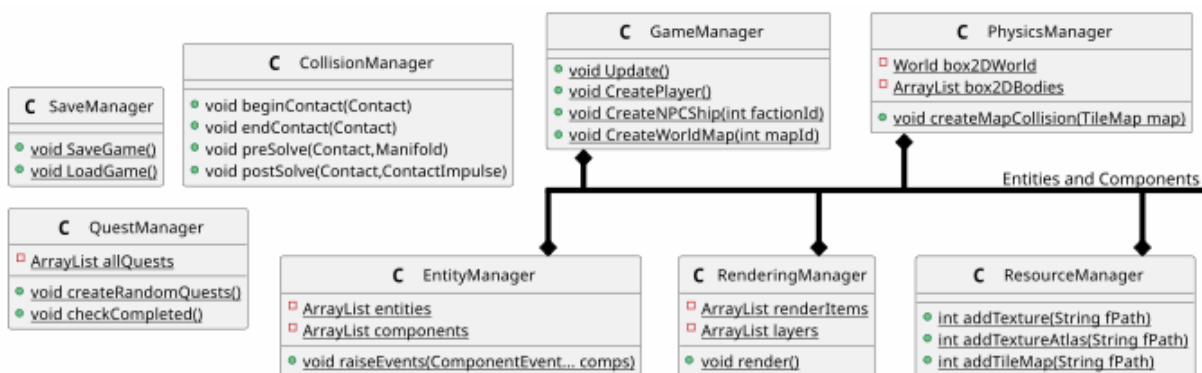 C SaveManager
void SaveGame()
void LoadGame()
C CollisionManager
void beginContact(Contact)
void endContact(Contact)
void preSolve(Contact,Manifold)
void postSolve(Contact,ContactImpulse)
C GameManager
void Update()
void CreatePlayer()
void CreateNPCShip(int factionId)
void CreateWorldMap(int mapId)
C PhysicsManager
World box2DWorld
ArrayList box2DBodies
void createMapCollision(TileMap map)
Entities and Components
C QuestManager
ArrayList allQuests
void createRandomQuests()
void checkCompleted()
C EntityManager
ArrayList entities
ArrayList components
void raiseEvents(ComponentEvent... comps)
C RenderingManager
ArrayList renderItems
ArrayList layers
void render()
C ResourceManager
int addTexture(String fPath)
int addTextureAtlas(String fPath)
int addTileMap(String fPath)